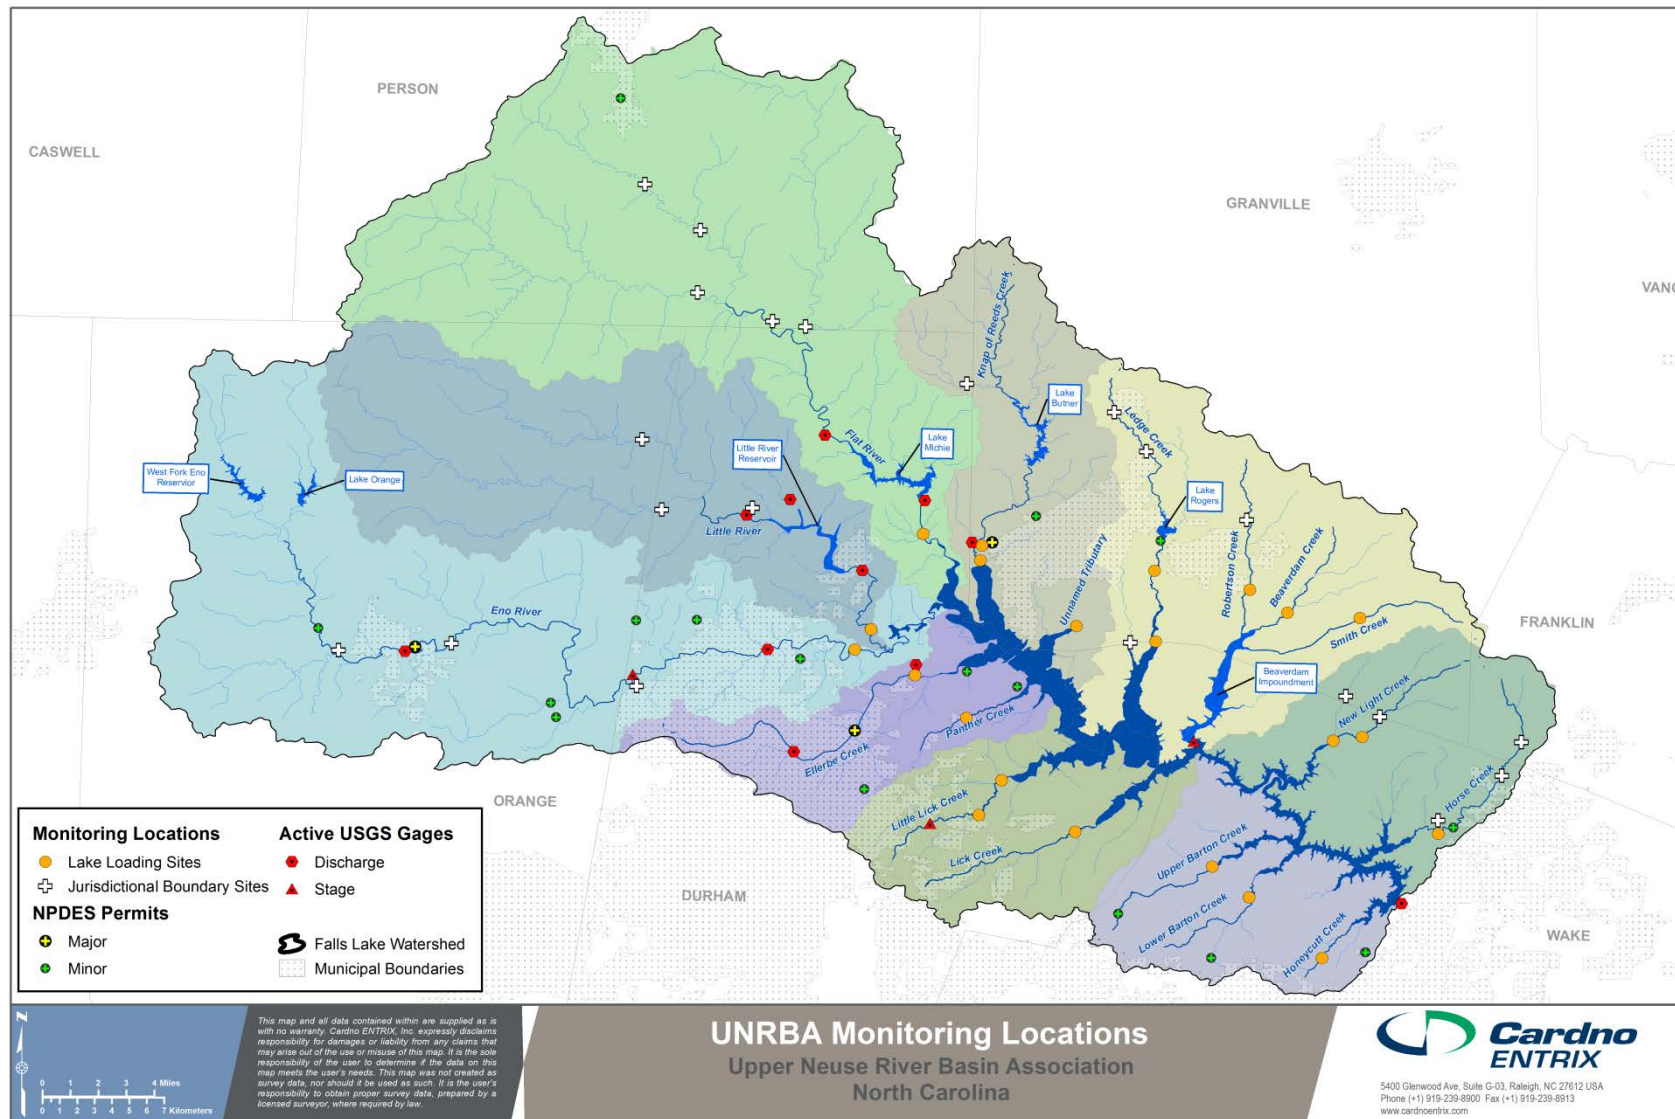 PERSON
CASWELL
GRANVILLE
VANC
Knap of Reeds Creek
Lake
Butner
Ledge Creek
Flat River
Lake
Michie
Little River
Reservoir
West Fork Eno
Reservior
Lake Orange
Lake
Rogers
Little River
Robertson Creek
Beaverdam Creek
Unnamed Tributary
Eno River
Smith Creek
FRANKLIN
Beaverdam
Impoundment
New Light Creek
Panther Creek
Ellerbe Creek
Horse Creek
ORANGE
Little Lick Creek
Lick Creek
Upper Barton Creek
DURHAM
Lower Barton Creek
Honeycutt Creek
WAKE
Monitoring Locations
Lake Loading Sites
Jurisdictional Boundary Sites
NPDES Permits
Major
Minor
Active USGS Gages
Discharge
Stage
Falls Lake Watershed
Municipal Boundaries
N
0 1 2 3 4 Miles
0 1 2 3 4 5 6 7 Kilometers
This map and all data contained within are supplied as is
with no warranty. Cardno ENTRIX, Inc. expressly disclaims
responsibility for damages or liability from any claims that
may arise out of the use or misuse of this map. It is the sole
responsibility of the user to determine if the data on this
map meets the user's needs. This map was not created as
survey data, nor should it be used as such. It is the user's
responsibility to obtain proper survey data, prepared by a
licensed surveyor, where required by law.
UNRBA Monitoring Locations
Upper Neuse River Basin Association
North Carolina
Cardno
ENTRIX
5400 Glenwood Ave, Suite G-03, Raleigh, NC 27612 USA
Phone (+1) 919-239-8900 Fax (+1) 919-239-8913
www.cardnoentrix.com